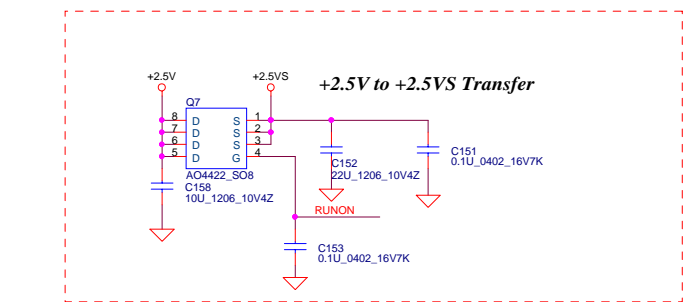 +2.5V
+2.5VS
+2.5V to +2.5VS Transfer
Q7
8 D S 1
7 D S 2
6 D S 3
5 D G 4
AO4422_SO8
C158
10U_1206_10V4Z
C152
22U_1206_10V4Z
C151
0.1U_0402_16V7K
RUNON
C153
0.1U_0402_16V7K